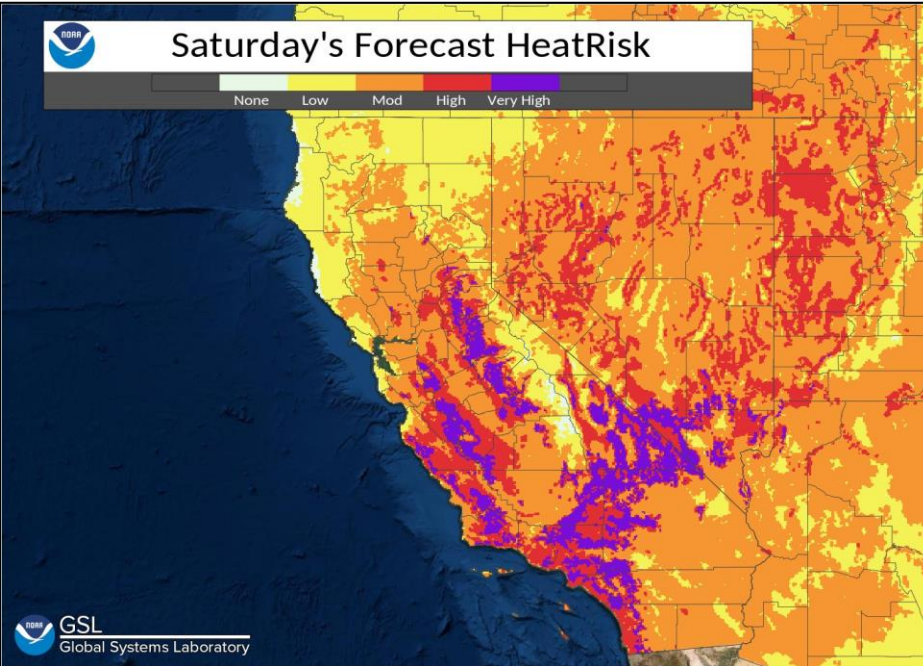 NOAA
Saturday's Forecast HeatRisk
None Low Mod High Very High
NOAA
GSL
Global Systems Laboratory